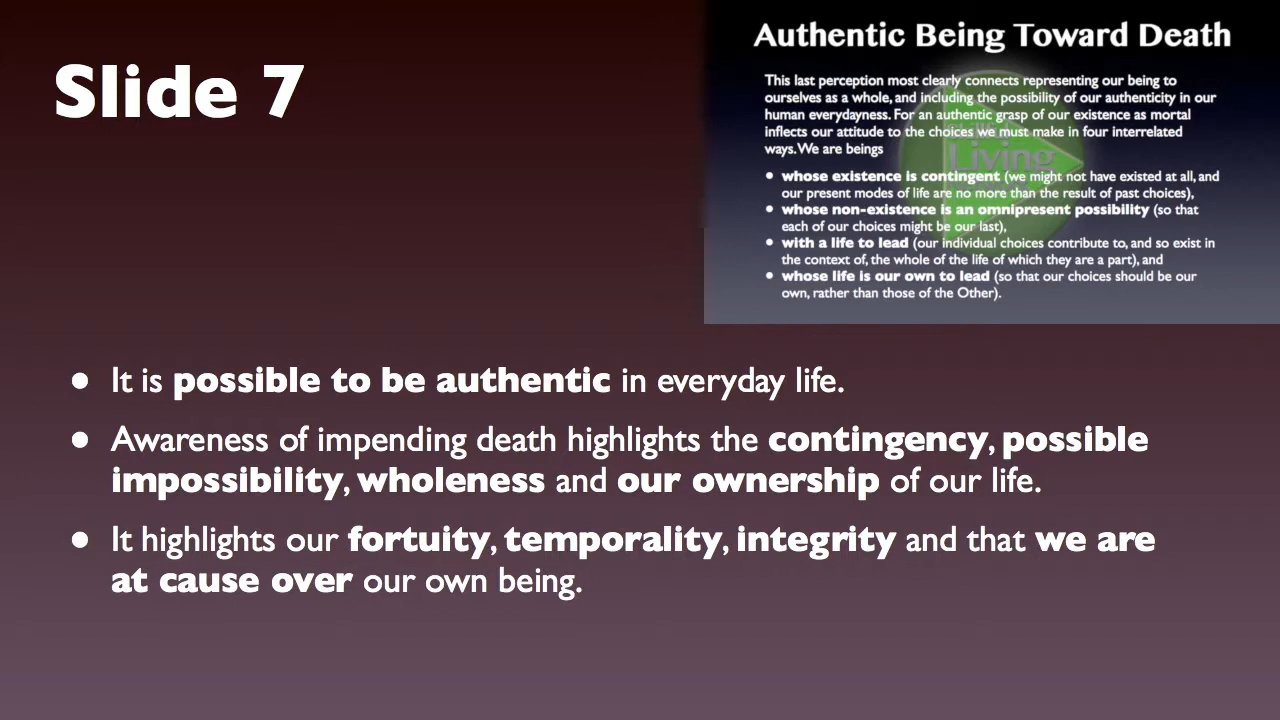 Slide 7
Authentic Being Toward Death
This last perception most clearly connects representing our being to
ourselves as a whole, and including the possibility of our authenticity in our
human everydayness. For an authentic grasp of our existence as mortal
inflects our attitude to the choices we must make in four interrelated
ways. We are beings
• whose existence is contingent (we might not have existed at all, and
our present modes of life are no more than the result of past choices),
• whose non-existence is an omnipresent possibility (so that
each of our choices might be our last),
• with a life to lead (our individual choices contribute to, and so exist in
the context of, the whole of the life of which they are a part), and
• whose life is our own to lead (so that our choices should be our
own, rather than those of the Other).
Living
• It is possible to be authentic in everyday life.
• Awareness of impending death highlights the contingency, possible
impossibility, wholeness and our ownership of our life.
• It highlights our fortuity, temporality, integrity and that we are
at cause over our own being.